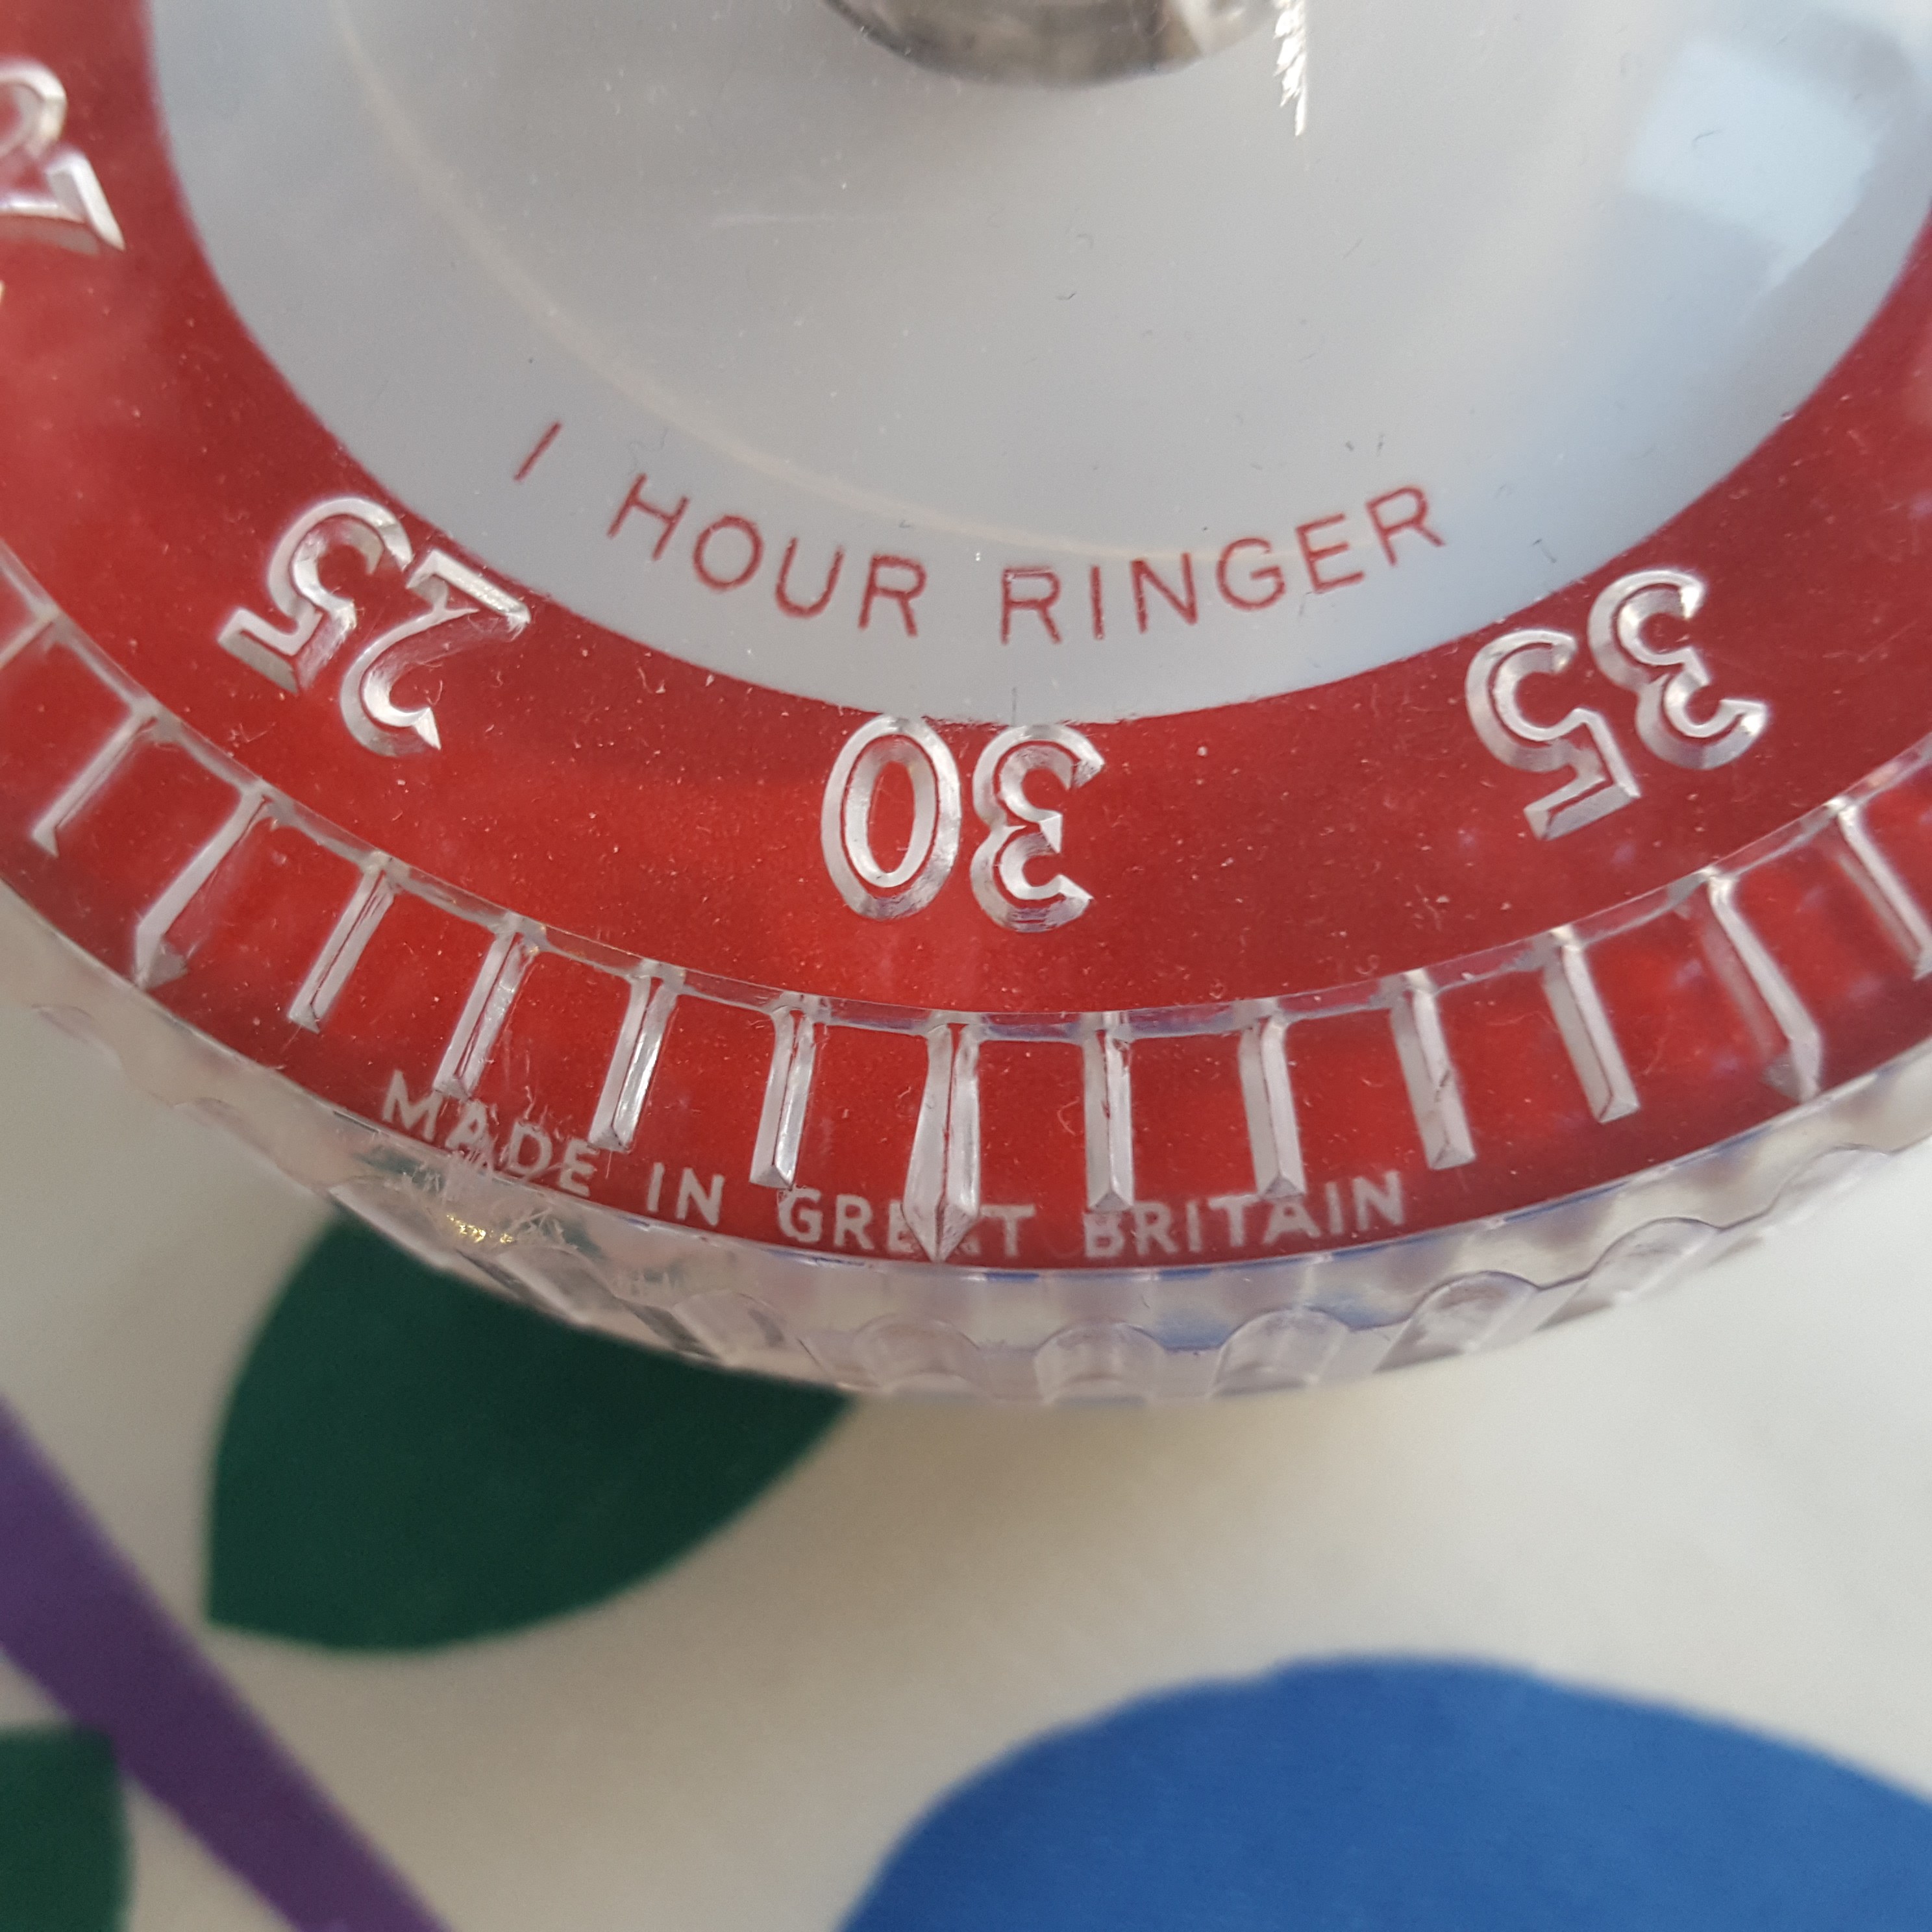 1 HOUR RINGER
25 30 35
MADE IN GREAT BRITAIN